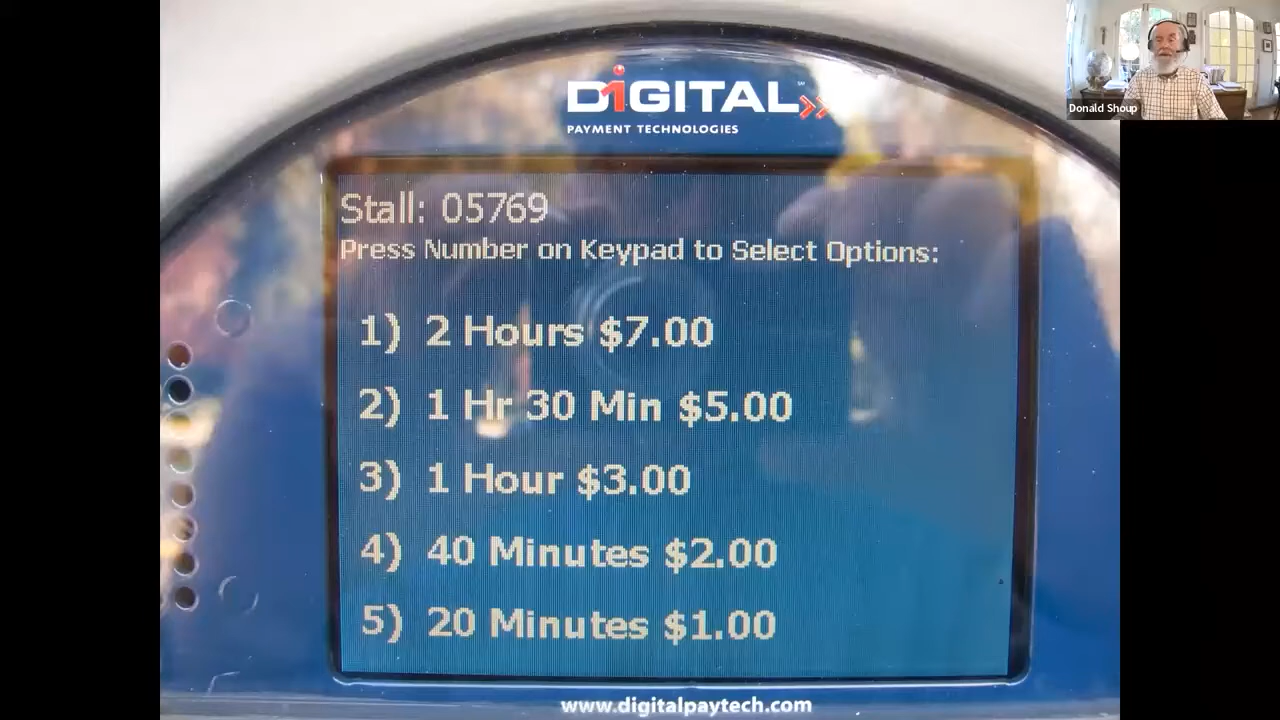 DiGITAL
PAYMENT TECHNOLOGIES
Donald Shoup
Stall: 05769
Press Number on Keypad to Select Options:
1) 2 Hours $7.00
2) 1 Hr 30 Min $5.00
3) 1 Hour $3.00
4) 40 Minutes $2.00
5) 20 Minutes $1.00
www.digitalpaytech.com